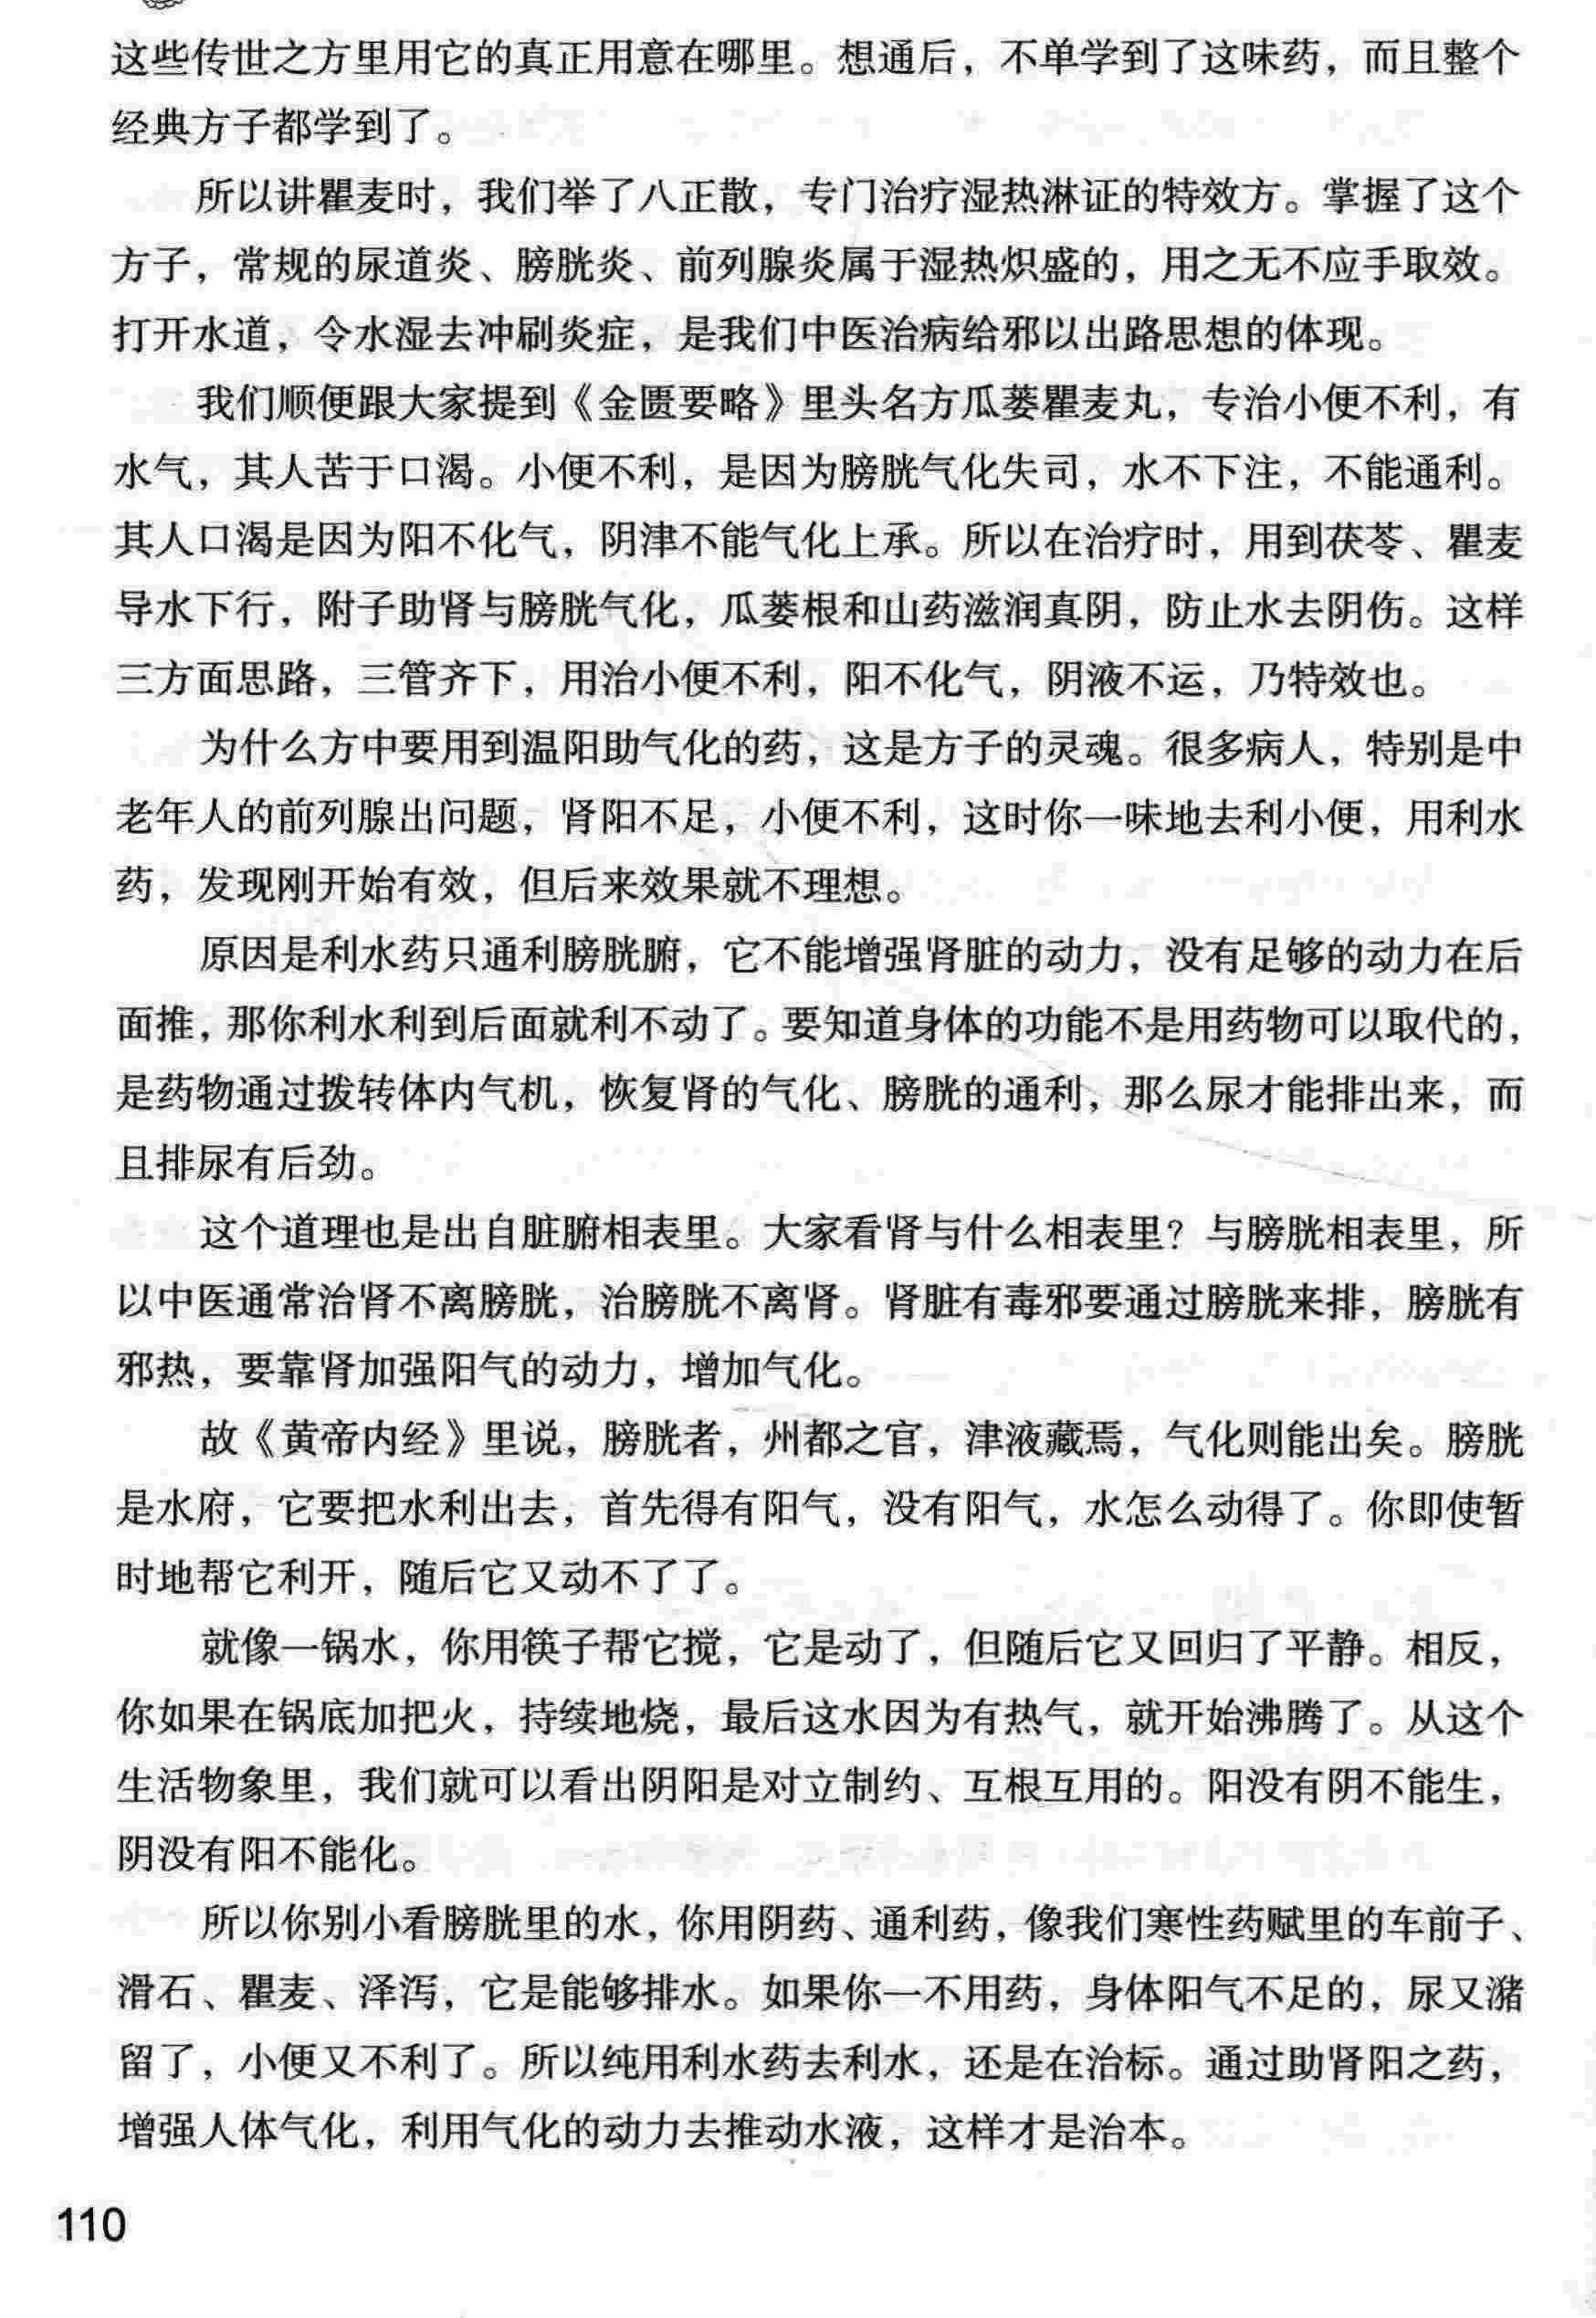 这些传世之方里用它的真正用意在哪里。想通后，不单学到了这味药，而且整个
经典方子都学到了。
所以讲瞿麦时，我们举了八正散，专门治疗湿热淋证的特效方。掌握了这个
方子，常规的尿道炎、膀胱炎、前列腺炎属于湿热炽盛的，用之无不应手取效。
打开水道，令水湿去冲刷炎症，是我们中医治病给邪以出路思想的体现。
我们顺便跟大家提到《金匮要略》里头名方瓜蒌瞿麦丸，专治小便不利，有
水气，其人苦于口渴。小便不利，是因为膀胱气化失司，水不下注，不能通利。
其人口渴是因为阳不化气，阴津不能气化上承。所以在治疗时，用到茯苓、瞿麦
导水下行，附子助肾与膀胱气化，瓜蒌根和山药滋润真阴，防止水去阴伤。这样
三方面思路，三管齐下，用治小便不利，阳不化气，阴液不运，乃特效也。
为什么方中要用到温阳助气化的药，这是方子的灵魂。很多病人，特别是中
老年人的前列腺出问题，肾阳不足，小便不利，这时你一味地去利小便，用利水
药，发现刚开始有效，但后来效果就不理想。
原因是利水药只通利膀胱腑，它不能增强肾脏的动力，没有足够的动力在后
面推，那你利水利到后面就利不动了。要知道身体的功能不是用药物可以取代的，
是药物通过拨转体内气机，恢复肾的气化、膀胱的通利，那么尿才能排出来，而
且排尿有后劲。
这个道理也是出自脏腑相表里。大家看肾与什么相表里？与膀胱相表里，所
以中医通常治肾不离膀胱，治膀胱不离肾。肾脏有毒邪要通过膀胱来排，膀胱有
邪热，要靠肾加强阳气的动力，增加气化。
故《黄帝内经》里说，膀胱者，州都之官，津液藏焉，气化则能出矣。膀胱
是水府，它要把水利出去，首先得有阳气，没有阳气，水怎么动得了。你即使暂
时地帮它利开，随后它又动不了了。
就像一锅水，你用筷子帮它搅，它是动了，但随后它又回归了平静。相反，
你如果在锅底加把火，持续地烧，最后这水因为有热气，就开始沸腾了。从这个
生活物象里，我们就可以看出阴阳是对立制约、互根互用的。阳没有阴不能生，
阴没有阳不能化。
所以你别小看膀胱里的水，你用阴药、通利药，像我们寒性药赋里的车前子、
滑石、瞿麦、泽泻，它是能够排水。如果你一不用药，身体阳气不足的，尿又潴
留了，小便又不利了。所以纯用利水药去利水，还是在治标。通过助肾阳之药，
增强人体气化，利用气化的动力去推动水液，这样才是治本。
110